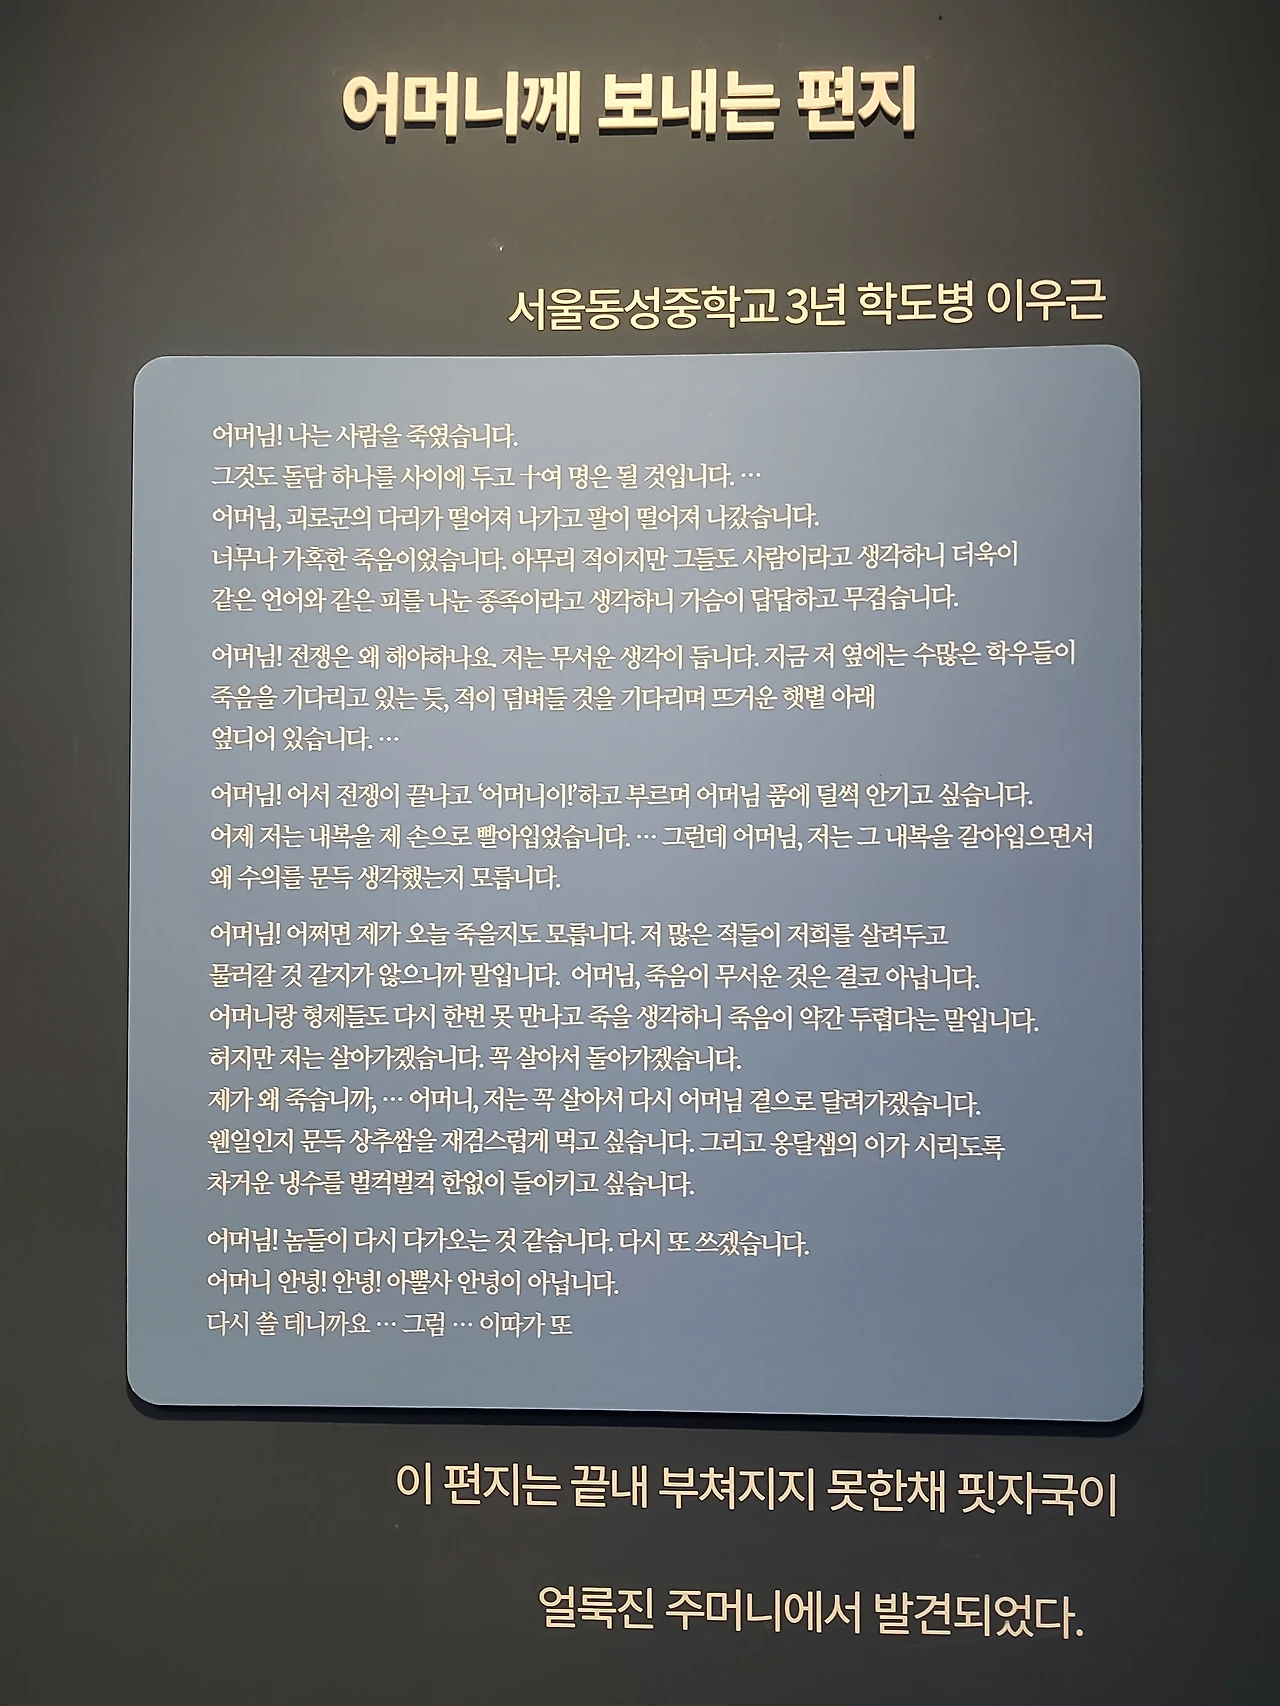 어머니께 보내는 편지
서울동성중학교 3년 학도병 이우근
어머님! 나는 사람을 죽였습니다.
그것도 돌담 하나를 사이에 두고 十여 명은 될 것입니다. …
어머님, 괴로군의 다리가 떨어져 나가고 팔이 떨어져 나갔습니다.
너무나 가혹한 죽음이었습니다. 아무리 적이지만 그들도 사람이라고 생각하니 더욱이
같은 언어와 같은 피를 나눈 종족이라고 생각하니 가슴이 답답하고 무겁습니다.
어머님! 전쟁은 왜 해야하나요. 저는 무서운 생각이 듭니다. 지금 저 옆에는 수많은 학우들이
죽음을 기다리고 있는 듯, 적이 덤벼들 것을 기다리며 뜨거운 햇볕 아래
엎디어 있습니다. …
어머님! 어서 전쟁이 끝나고 ‘어머니이!’하고 부르며 어머님 품에 덜썩 안기고 싶습니다.
어제 저는 내복을 제 손으로 빨아입었습니다. … 그런데 어머님, 저는 그 내복을 갈아입으면서
왜 수의를 문득 생각했는지 모릅니다.
어머님! 어쩌면 제가 오늘 죽을지도 모릅니다. 저 많은 적들이 저희를 살려두고
물러갈 것 같지가 않으니까 말입니다. 어머님, 죽음이 무서운 것은 결코 아닙니다.
어머니랑 형제들도 다시 한번 못 만나고 죽을 생각하니 죽음이 약간 두렵다는 말입니다.
허지만 저는 살아가겠습니다. 꼭 살아서 돌아가겠습니다.
제가 왜 죽습니까, … 어머니, 저는 꼭 살아서 다시 어머님 곁으로 달려가겠습니다.
웬일인지 문득 상추쌈을 재검스럽게 먹고 싶습니다. 그리고 옹달샘의 이가 시리도록
차거운 냉수를 벌컥벌컥 한없이 들이키고 싶습니다.
어머님! 놈들이 다시 다가오는 것 같습니다. 다시 또 쓰겠습니다.
어머니 안녕! 안녕! 아뿔사 안녕이 아닙니다.
다시 쓸 테니까요 … 그럼 … 이따가 또
이 편지는 끝내 부쳐지지 못한채 핏자국이
얼룩진 주머니에서 발견되었다.